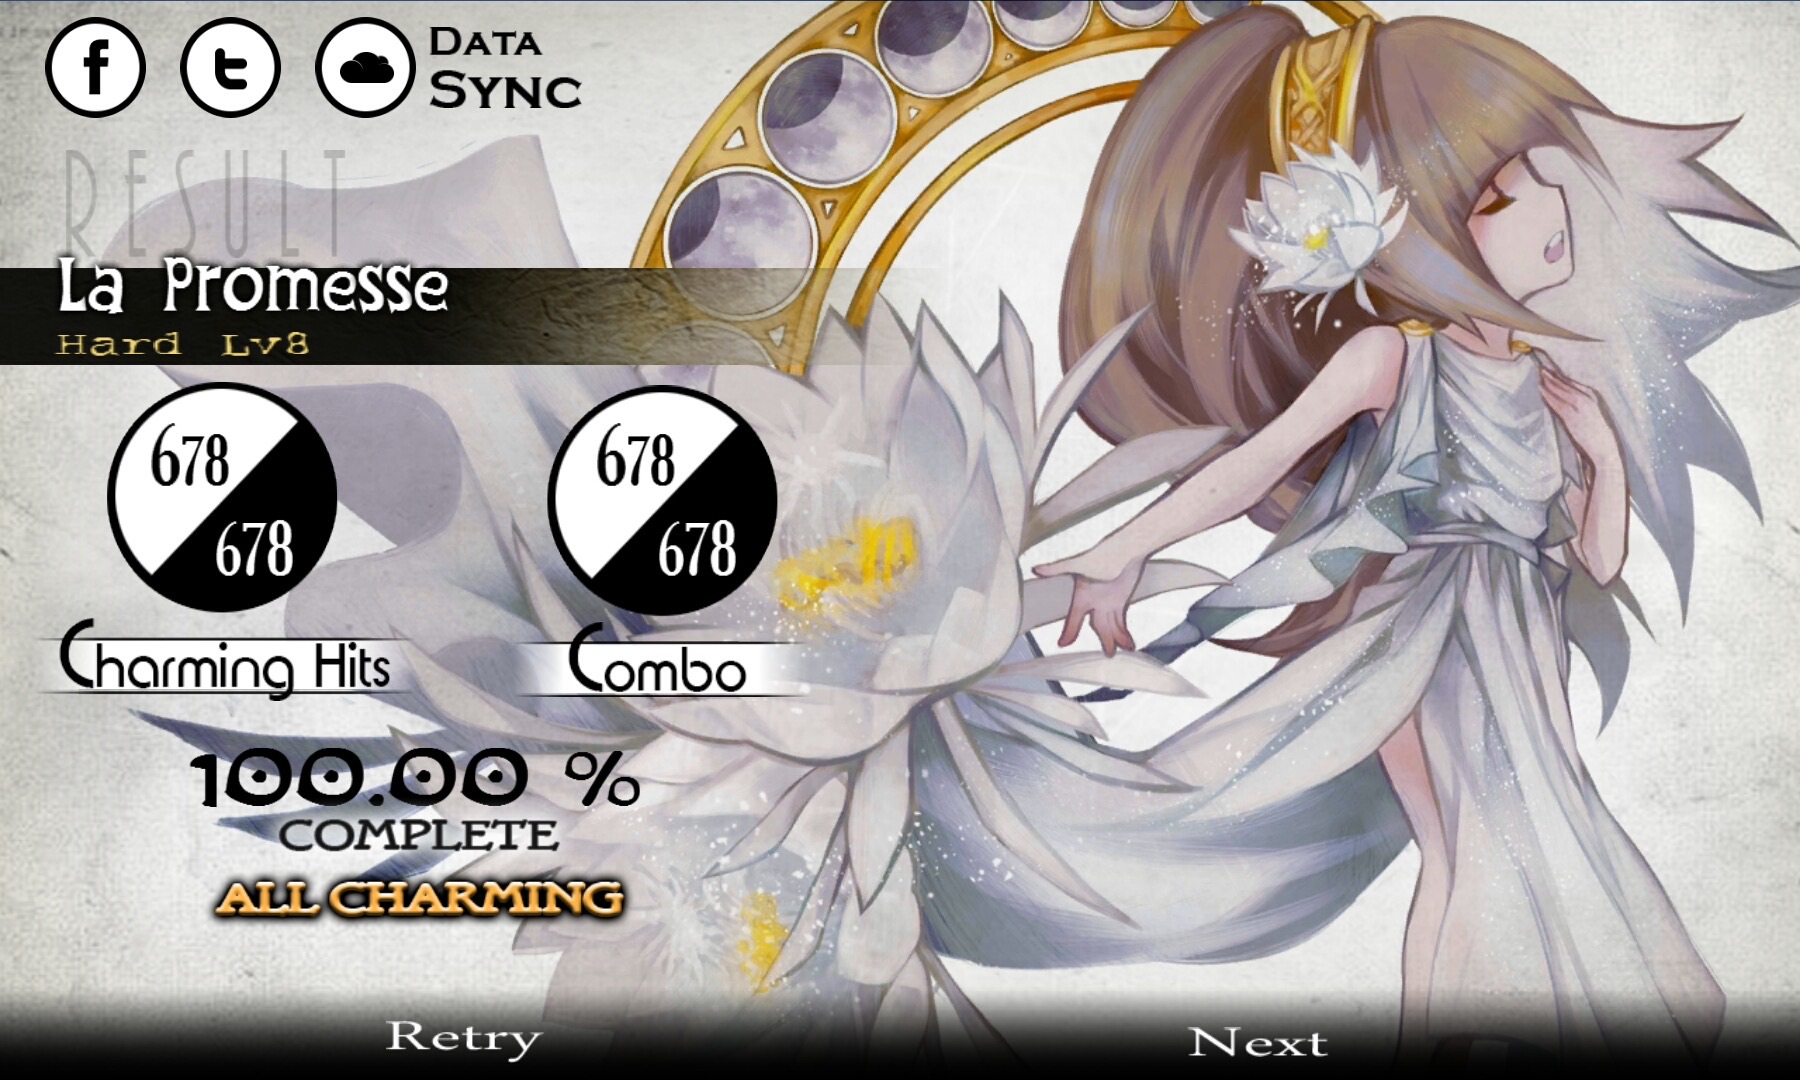 f t DATA
SYNC
RESULT
La Promesse
Hard Lv8
678
678
678
678
Charming Hits
Combo
100.00 %
COMPLETE
ALL CHARMING
Retry
Next